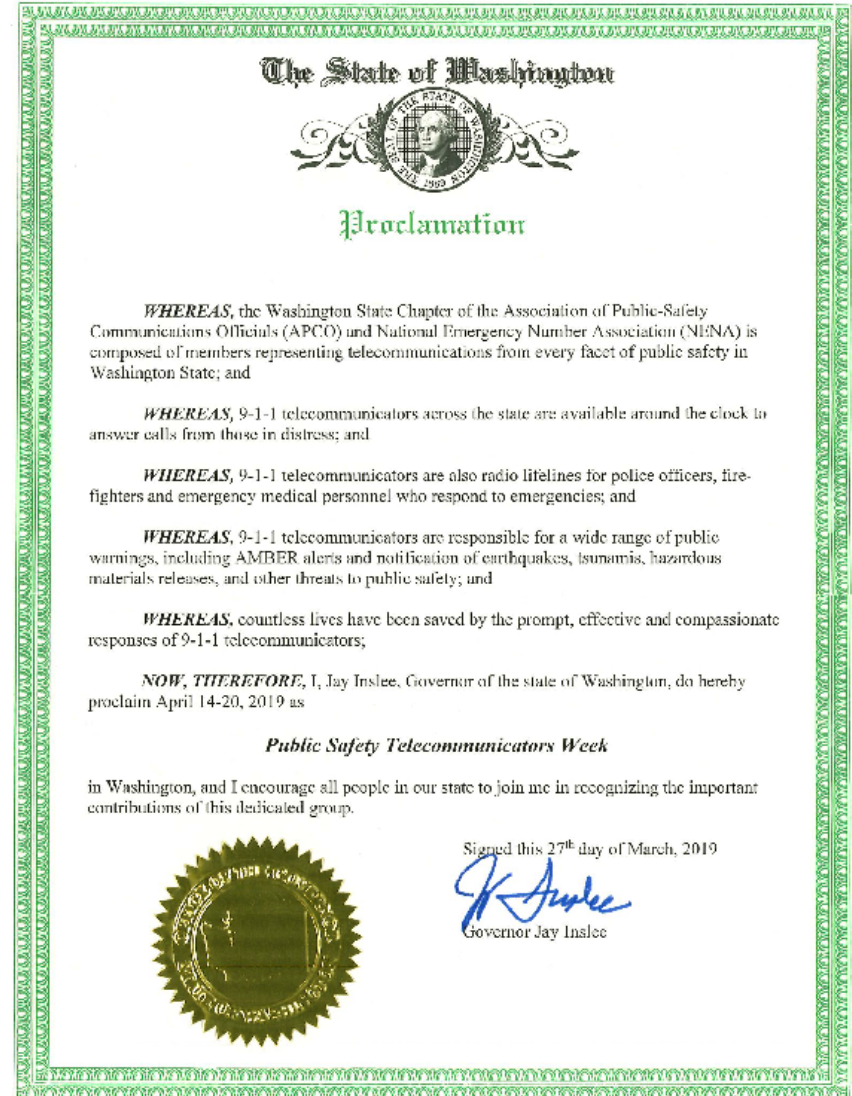 The State of Washington
THE SEAL OF THE STATE OF WASHINGTON
1889
Proclamation
WHEREAS, the Washington State Chapter of the Association of Public-Safety
Communications Officials (APCO) and National Emergency Number Association (NENA) is
composed of members representing telecommunications from every facet of public safety in
Washington State; and
WHEREAS, 9-1-1 telecommunicators across the state are available around the clock to
answer calls from those in distress; and
WHEREAS, 9-1-1 telecommunicators are also radio lifelines for police officers, fire-
fighters and emergency medical personnel who respond to emergencies; and
WHEREAS, 9-1-1 telecommunicators are responsible for a wide range of public
warnings, including AMBER alerts and notification of earthquakes, tsunamis, hazardous
materials releases, and other threats to public safety; and
WHEREAS, countless lives have been saved by the prompt, effective and compassionate
responses of 9-1-1 telecommunicators;
NOW, THEREFORE, I, Jay Inslee, Governor of the state of Washington, do hereby
proclaim April 14-20, 2019 as
Public Safety Telecommunicators Week
in Washington, and I encourage all people in our state to join me in recognizing the important
contributions of this dedicated group.
Signed this 27th day of March, 2019
Jay Inslee
Governor Jay Inslee